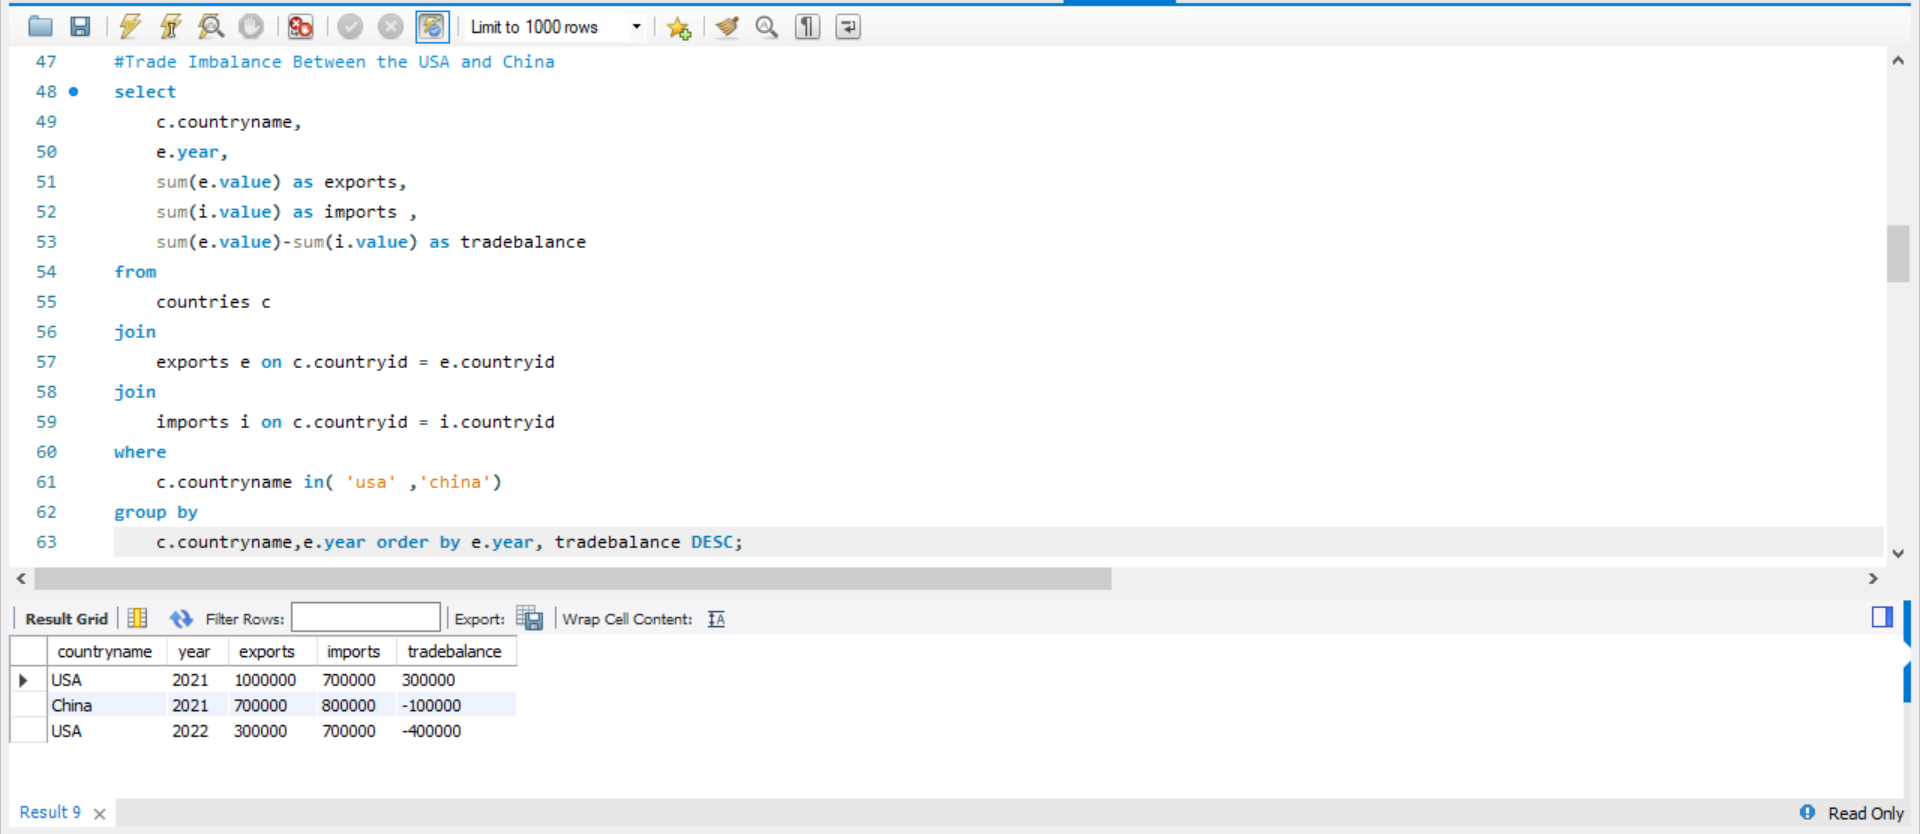 Limit to 1000 rows
47 #Trade Imbalance Between the USA and China
48 select
49 c.countryname,
50 e.year,
51 sum(e.value) as exports,
52 sum(i.value) as imports ,
53 sum(e.value)-sum(i.value) as tradebalance
54 from
55 countries c
56 join
57 exports e on c.countryid = e.countryid
58 join
59 imports i on c.countryid = i.countryid
60 where
61 c.countryname in( 'usa' ,'china')
62 group by
63 c.countryname,e.year order by e.year, tradebalance DESC;
Result Grid Filter Rows: Export: Wrap Cell Content: IA
countryname year exports imports tradebalance
USA 2021 1000000 700000 300000
China 2021 700000 800000 -100000
USA 2022 300000 700000 -400000
Result 9 Read Only